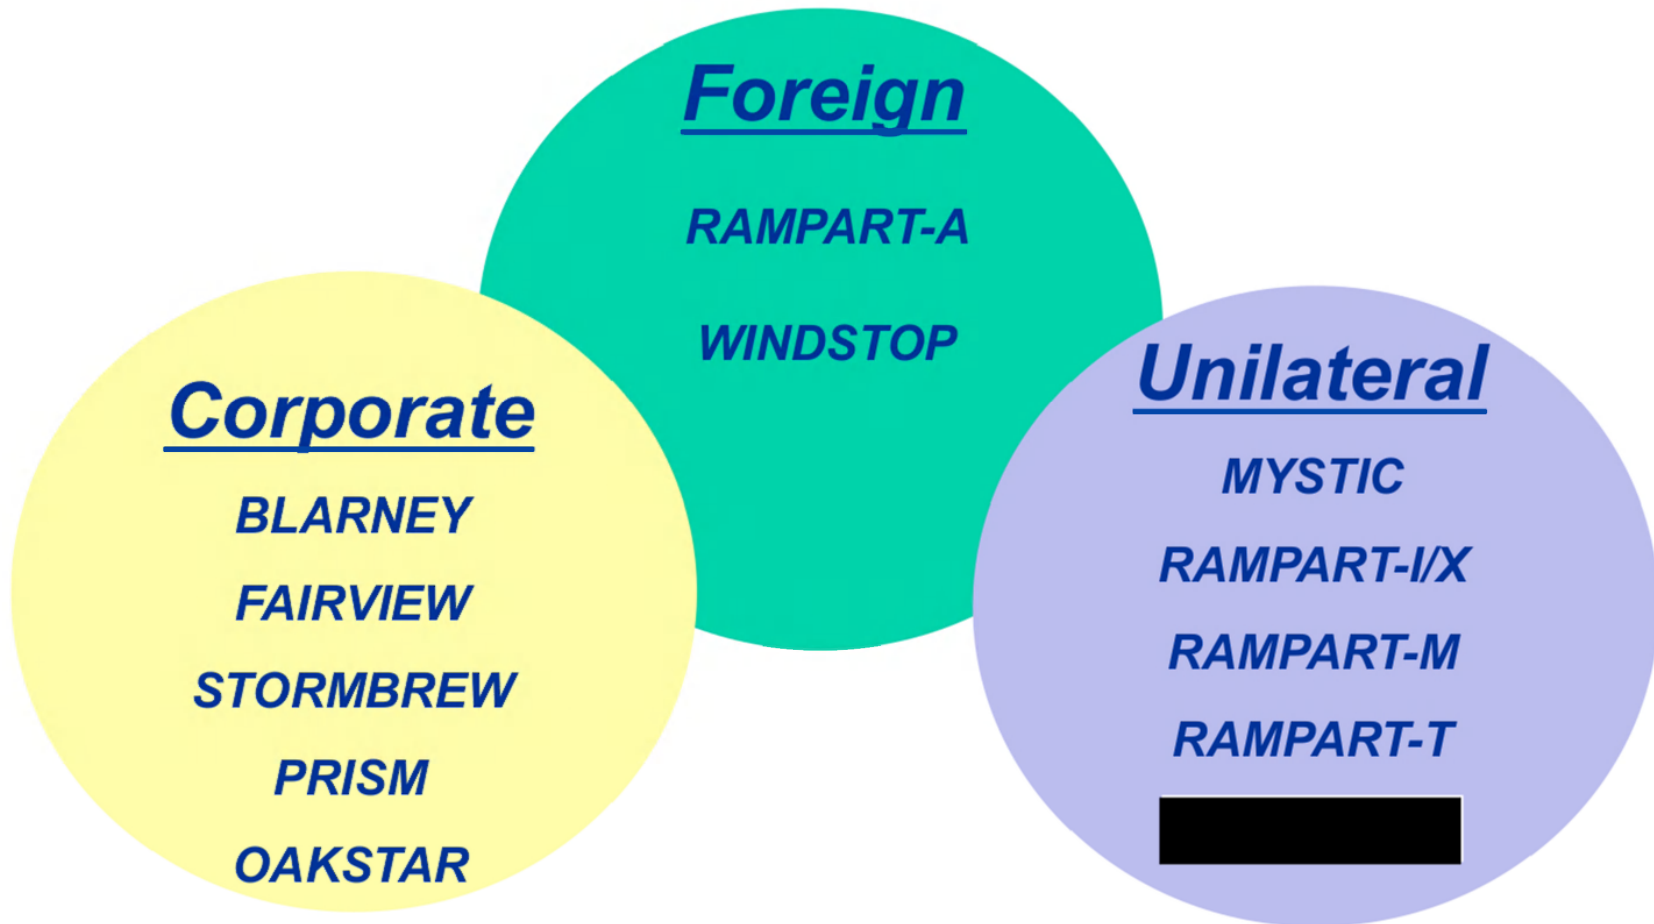 Foreign
RAMPART-A
WINDSTOP
Corporate
BLARNEY
FAIRVIEW
STORMBREW
PRISM
OAKSTAR
Unilateral
MYSTIC
RAMPART-I/X
RAMPART-M
RAMPART-T